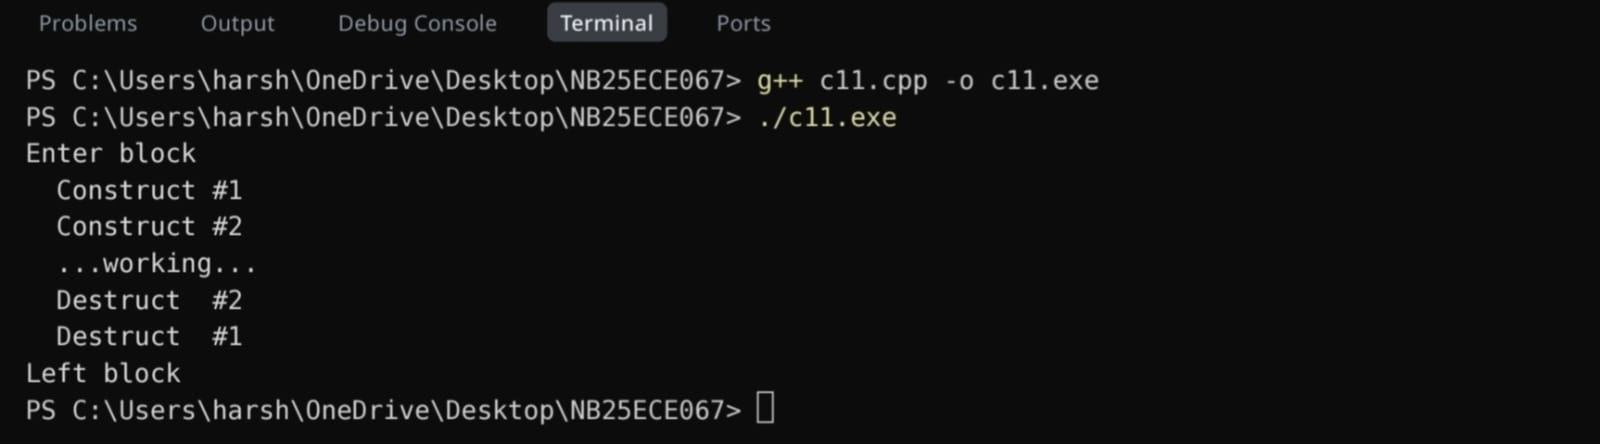 Problems Output Debug Console Terminal Ports
PS C:\Users\harsh\OneDrive\Desktop\NB25ECE067> g++ c11.cpp -o c11.exe
PS C:\Users\harsh\OneDrive\Desktop\NB25ECE067> ./c11.exe
Enter block
  Construct #1
  Construct #2
  ...working...
  Destruct  #2
  Destruct  #1
Left block
PS C:\Users\harsh\OneDrive\Desktop\NB25ECE067>